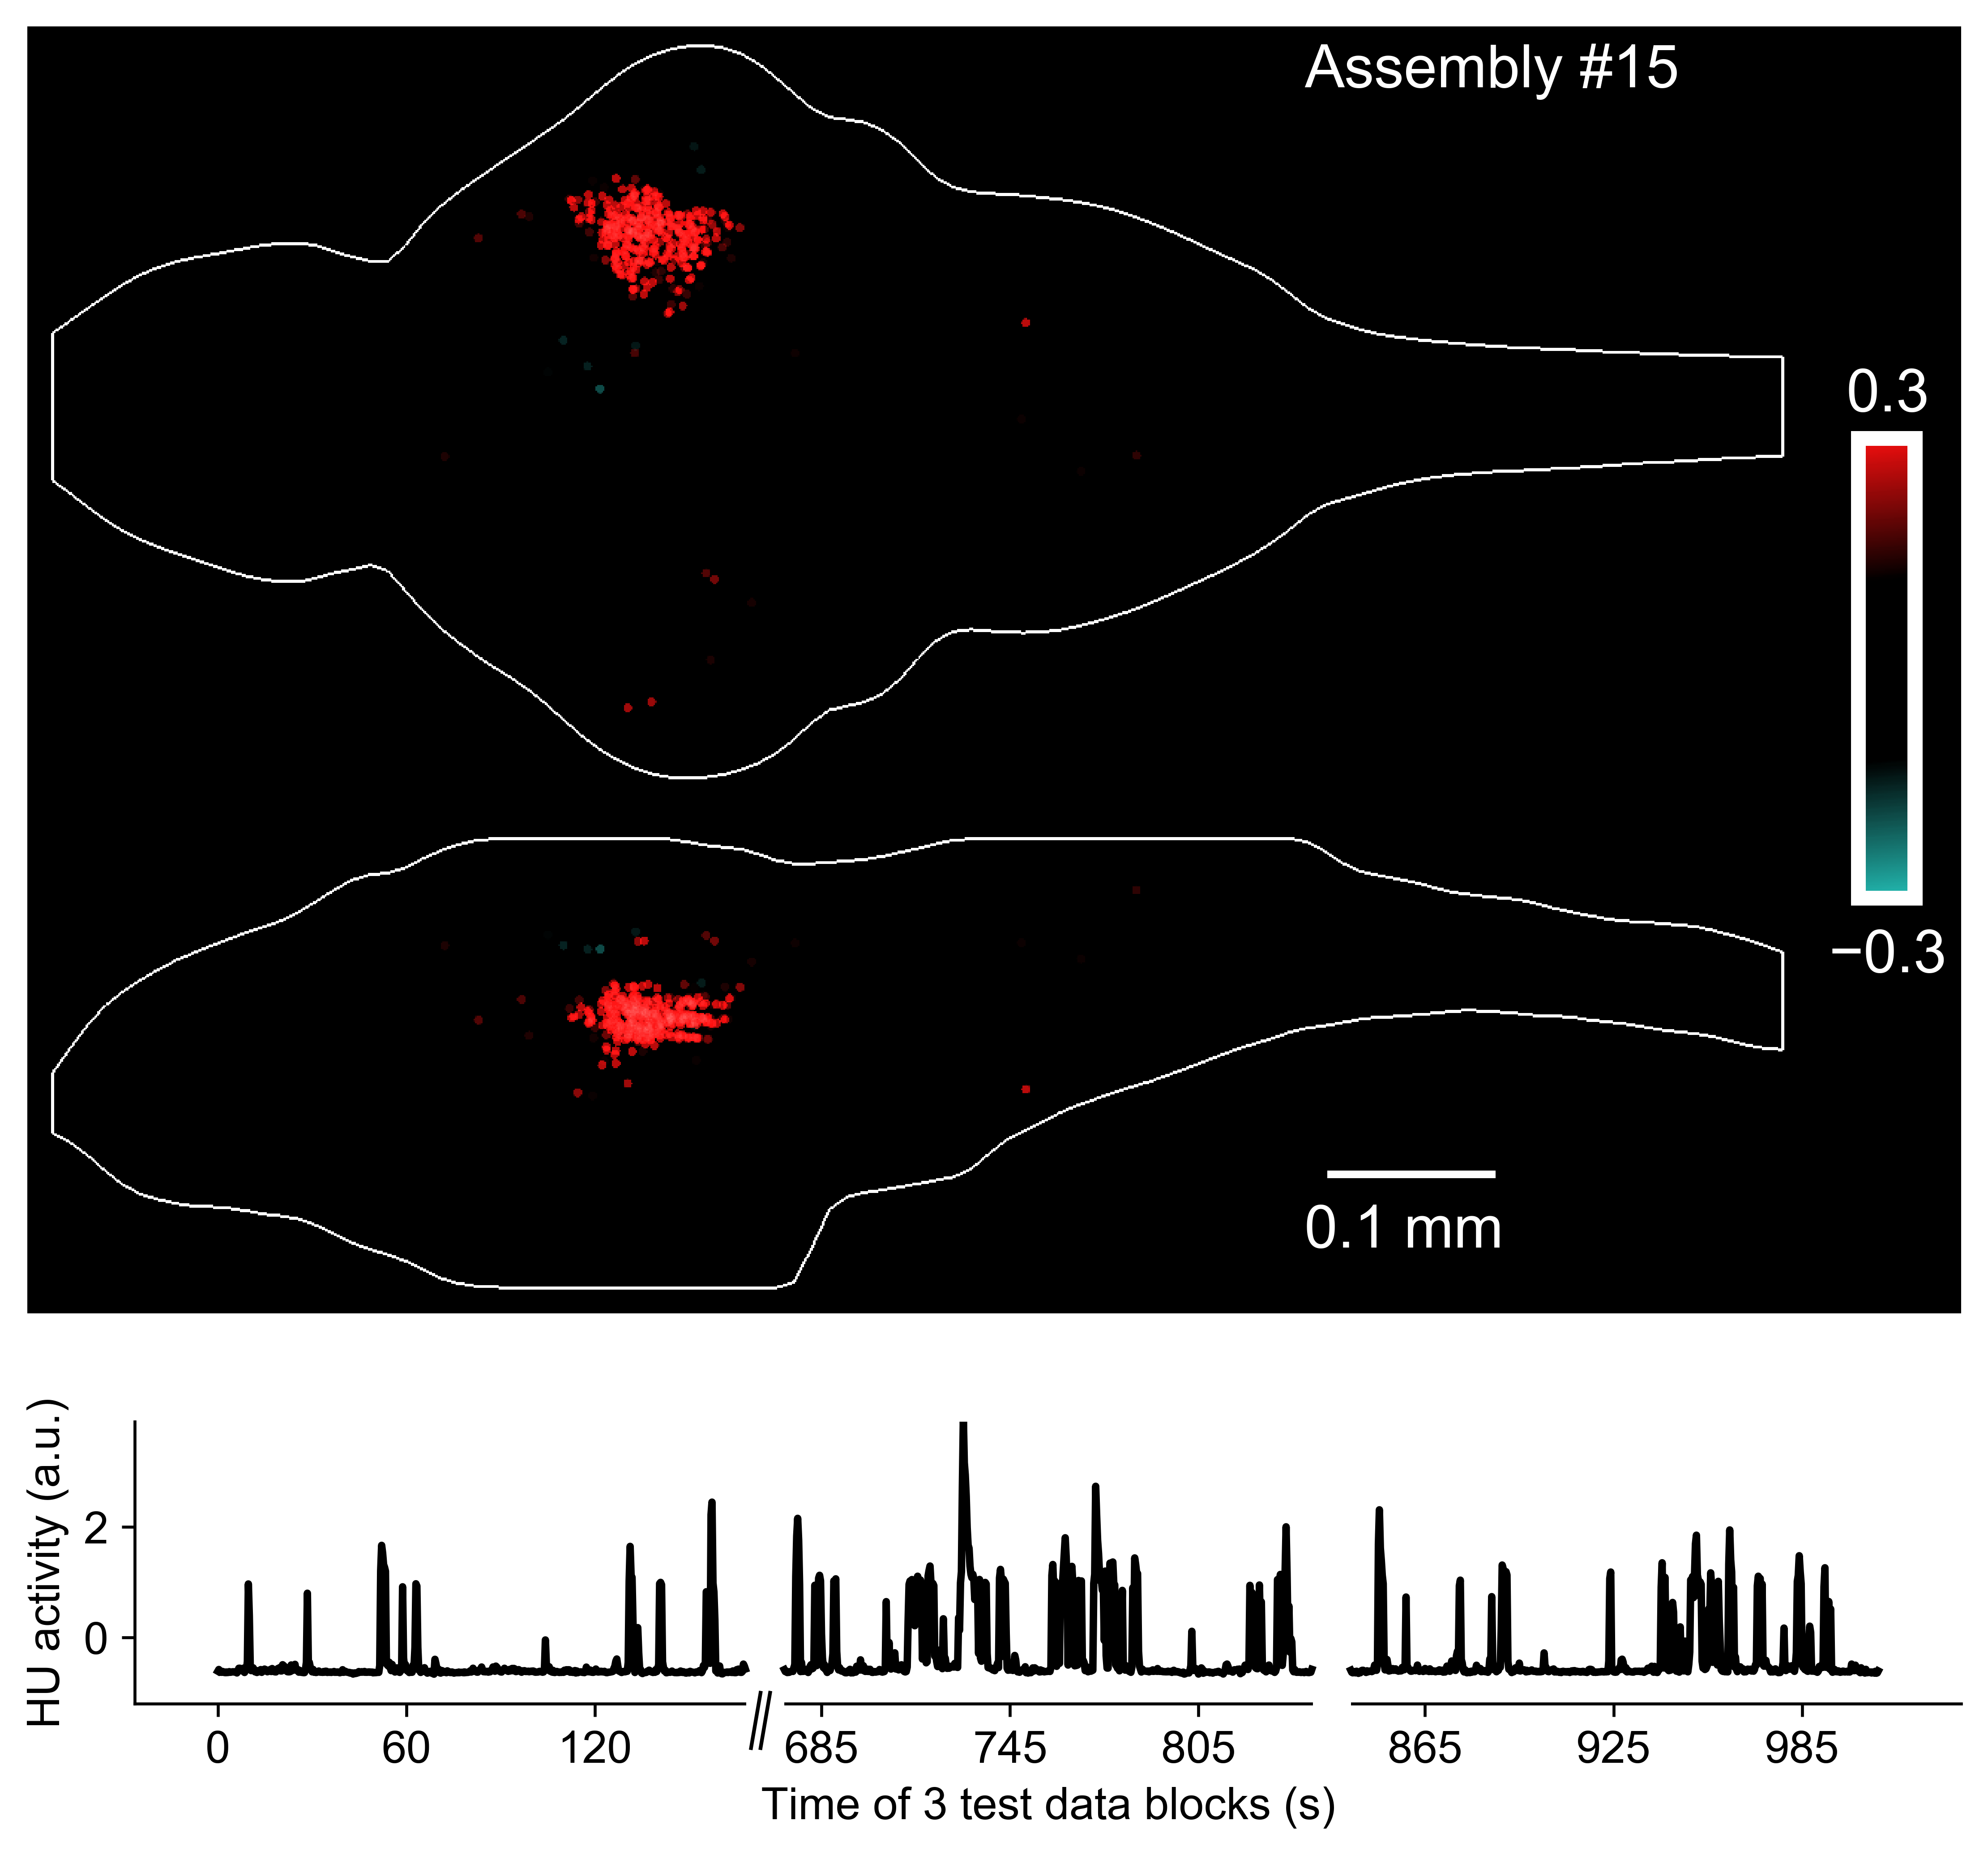 Assembly #15
0.3
−0.3
0.1 mm
HU activity (a.u.)
2
0
0 60 120 685 745 805 865 925 985
Time of 3 test data blocks (s)